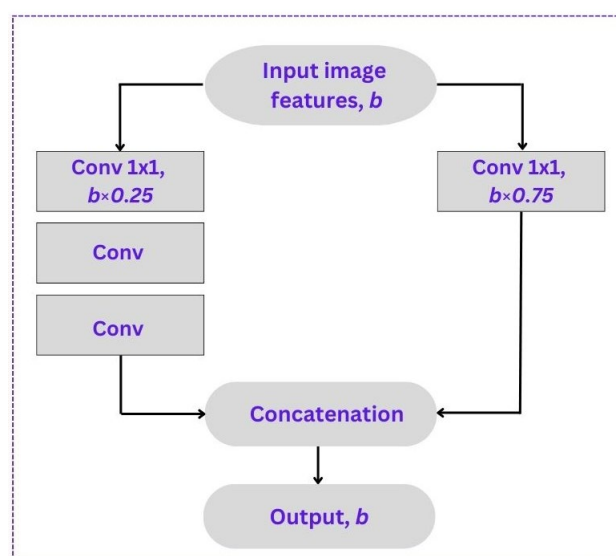 Input image
features, b
Conv 1x1,
b×0.25
Conv 1x1,
b×0.75
Conv
Conv
Concatenation
Output, b